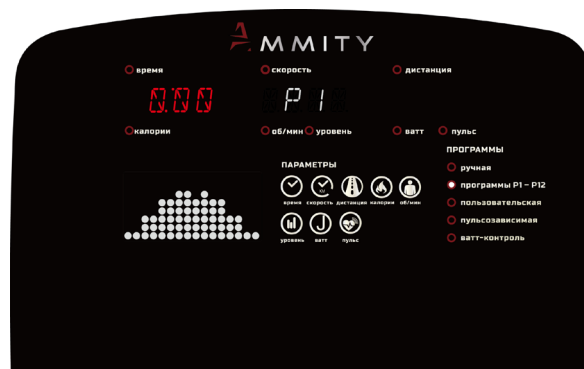 AMMITY
время скорость дистанция
0:00 P1
калории об/мин уровень ватт пульс
ПРОГРАММЫ
ручная
программы P1 – P12
пользовательская
пульсозависимая
ватт-контроль
ПАРАМЕТРЫ
время скорость дистанция калории об/мин
уровень ватт пульс